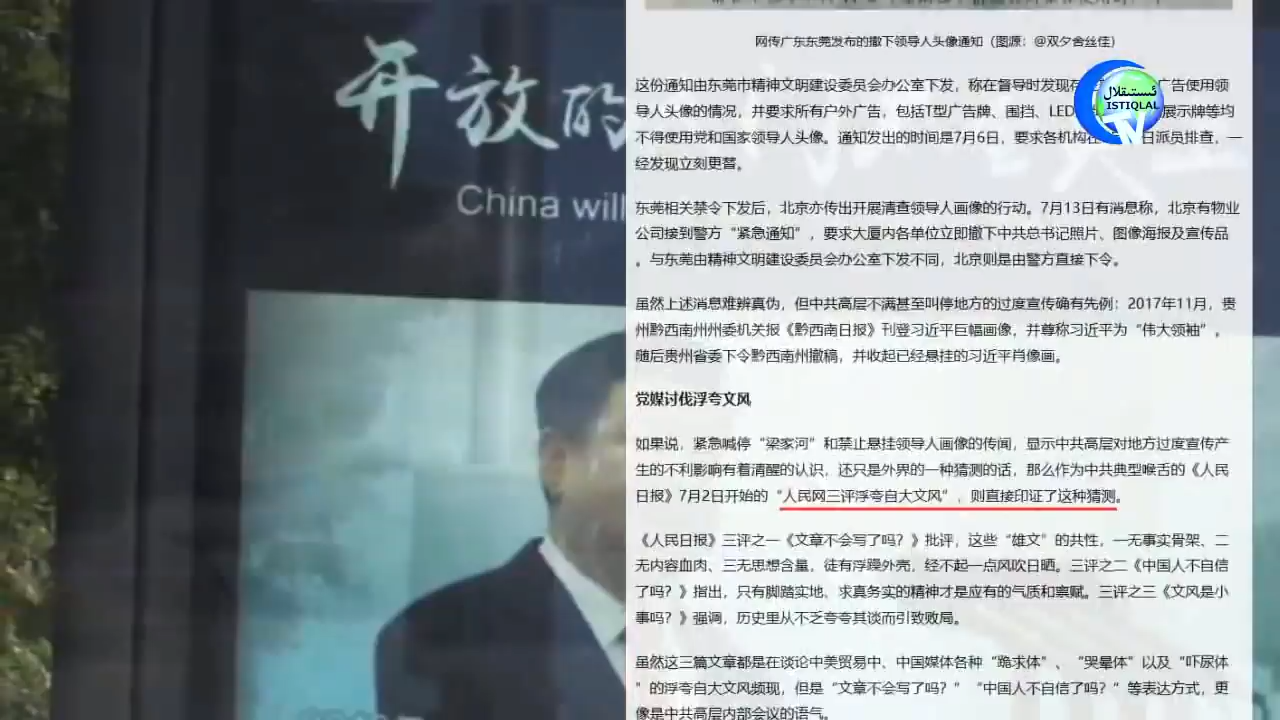 开放的
China will
网传广东东莞发布的撤下领导人头像通知（图源：@双夕舍丝佳）
这份通知由东莞市精神文明建设委员会办公室下发，称在督导时发现存 广告使用领
导人头像的情况，并要求所有户外广告，包括T型广告牌、围挡、LED 展示牌等均
不得使用党和国家领导人头像。通知发出的时间是7月6日，要求各机构在 日派员排查，一
经发现立刻更替。
东莞相关禁令下发后，北京亦传出开展清查领导人画像的行动。7月13日有消息称，北京有物业
公司接到警方“紧急通知”，要求大厦内各单位立即撤下中共总书记照片、图像海报及宣传品
。与东莞由精神文明建设委员会办公室下发不同，北京则是由警方直接下令。
虽然上述消息难辨真伪，但中共高层不满甚至叫停地方的过度宣传确有先例：2017年11月，贵
州黔西南州州委机关报《黔西南日报》刊登习近平巨幅画像，并尊称习近平为“伟大领袖”，
随后贵州省委下令黔西南州撤稿，并收起已经悬挂的习近平肖像画。
党媒讨伐浮夸文风
如果说，紧急喊停“梁家河”和禁止悬挂领导人画像的传闻，显示中共高层对地方过度宣传产
生的不利影响有着清醒的认识，还只是外界的一种猜测的话，那么作为中共典型喉舌的《人民
日报》7月2日开始的“人民网三评浮夸自大文风”，则直接印证了这种猜测。
《人民日报》三评之一《文章不会写了吗？》批评，这些“雄文”的共性，一无事实骨架、二
无内容血肉、三无思想含量，徒有浮躁外壳，经不起一点风吹日晒。三评之二《中国人不自信
了吗？》指出，只有脚踏实地、求真务实的精神才是应有的气质和禀赋。三评之三《文风是小
事吗？》强调，历史里从不乏夸夸其谈而引致败局。
虽然这三篇文章都是在谈论中美贸易中、中国媒体各种“跪求体”、“哭晕体”以及“吓尿体
”的浮夸自大文风频现，但是“文章不会写了吗？”“中国人不自信了吗？”等表达方式，更
像是中共高层内部会议的语气。
ئىستىقلال
ISTIQLAL
TV